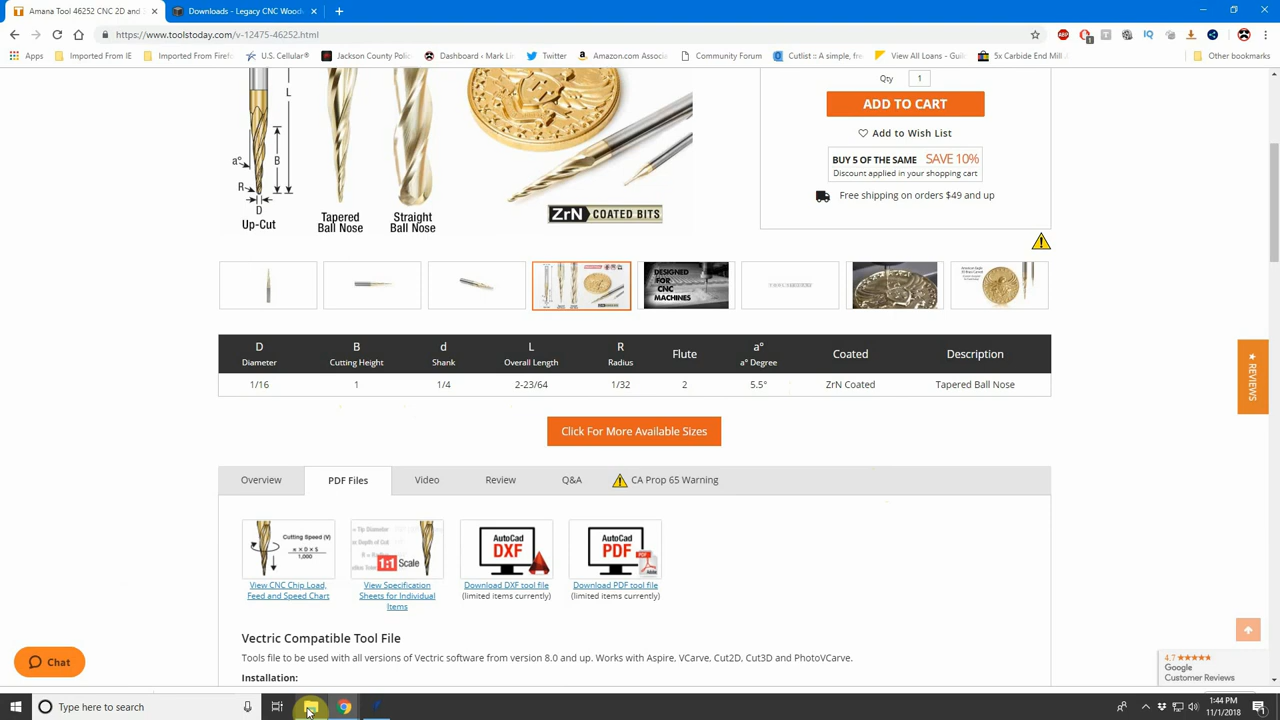 Amana Tool 46252 CNC 2D and
Downloads - Legacy CNC Wood
https://www.toolstoday.com/v-12475-46252.html
Apps
Imported From IE
Imported From Firefo
U.S. Cellular®
Jackson County Polic
Dashboard ‹ Mark Lin
Twitter
Amazon.com Associa
Community Forum
Cutlist :: A simple, fre
View All Loans - Guil
5x Carbide End Mill
Other bookmarks
Qty 1
ADD TO CART
Add to Wish List
BUY 5 OF THE SAME SAVE 10%
Discount applied in your shopping cart
Free shipping on orders $49 and up
L
B
a°
R
D
Up-Cut
Tapered
Ball Nose
Straight
Ball Nose
ZrN COATED BITS
DESIGNED
FOR
CNC
MACHINES
D B d L R Flute a° Coated Description
Diameter Cutting Height Shank Overall Length Radius a° Degree
1/16 1 1/4 2-23/64 1/32 2 5.5° ZrN Coated Tapered Ball Nose
★ REVIEWS
Click For More Available Sizes
Overview PDF Files Video Review Q&A CA Prop 65 Warning
Cutting Speed (V)
π x D x S
1,000
1:1 Scale
AutoCad
DXF
AutoCad
PDF
View CNC Chip Load,
Feed and Speed Chart
View Specification
Sheets for Individual
Items
Download DXF tool file
(limited items currently)
Download PDF tool file
(limited items currently)
Vectric Compatible Tool File
Tools file to be used with all versions of Vectric software from version 8.0 and up. Works with Aspire, VCarve, Cut2D, Cut3D and PhotoVCarve.
Installation:
Chat
4.7 ★★★★★
Google
Customer Reviews
Type here to search
1:44 PM
11/1/2018